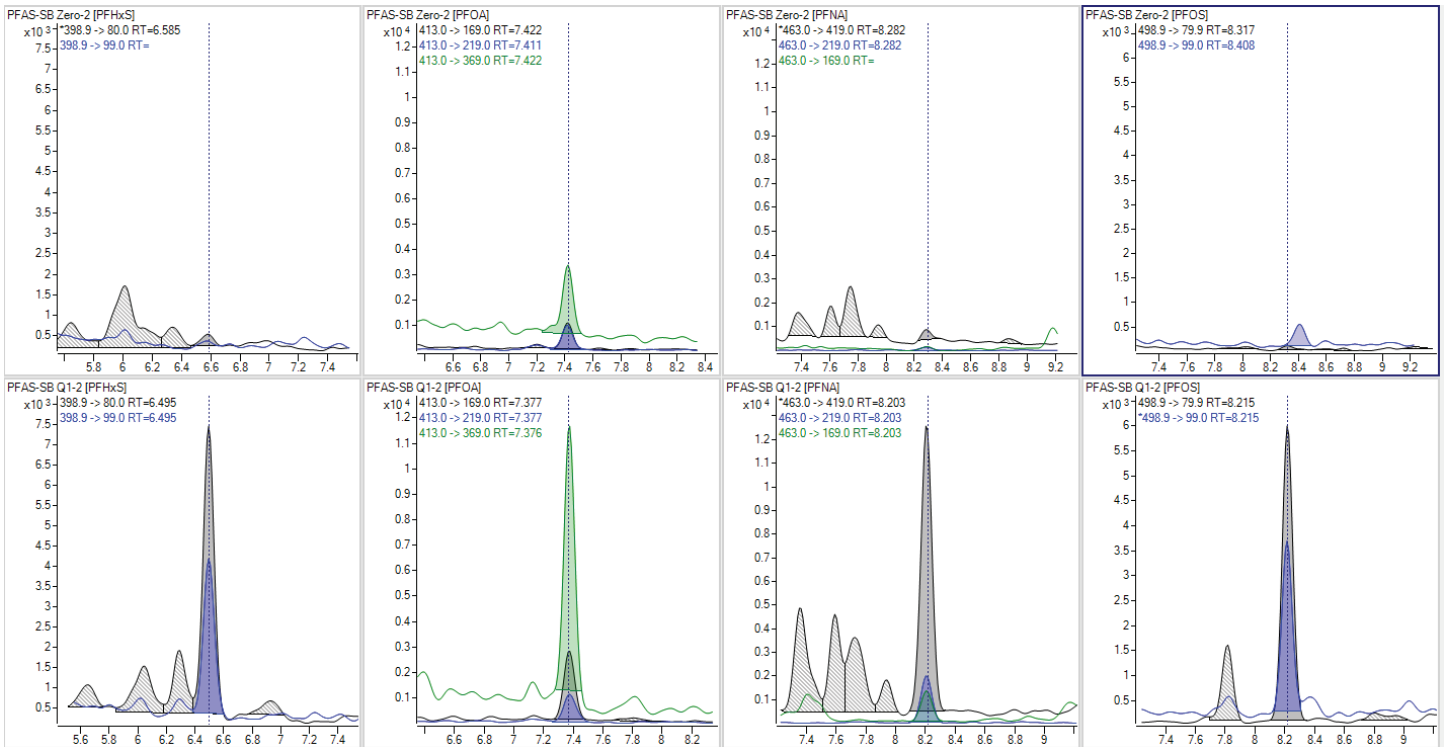 PFAS-SB Zero-2 [PFHxS]
x10³
*398.9 -> 80.0 RT=6.585
398.9 -> 99.0 RT=
7.5
7
6.5
6
5.5
5
4.5
4
3.5
3
2.5
2
1.5
1
0.5
5.8 6 6.2 6.4 6.6 6.8 7 7.2 7.4
PFAS-SB Zero-2 [PFOA]
x10⁴
413.0 -> 169.0 RT=7.422
413.0 -> 219.0 RT=7.411
413.0 -> 369.0 RT=7.422
1.2
1.1
1
0.9
0.8
0.7
0.6
0.5
0.4
0.3
0.2
0.1
6.6 6.8 7 7.2 7.4 7.6 7.8 8 8.2 8.4
PFAS-SB Zero-2 [PFNA]
x10⁴
*463.0 -> 419.0 RT=8.282
463.0 -> 219.0 RT=8.282
463.0 -> 169.0 RT=
1.2
1.1
1
0.9
0.8
0.7
0.6
0.5
0.4
0.3
0.2
0.1
7.4 7.6 7.8 8 8.2 8.4 8.6 8.8 9 9.2
PFAS-SB Zero-2 [PFOS]
x10³
498.9 -> 79.9 RT=8.317
498.9 -> 99.0 RT=8.408
6
5.5
5
4.5
4
3.5
3
2.5
2
1.5
1
0.5
7.4 7.6 7.8 8 8.2 8.4 8.6 8.8 9 9.2
PFAS-SB Q1-2 [PFHxS]
x10³
398.9 -> 80.0 RT=6.495
398.9 -> 99.0 RT=6.495
7.5
7
6.5
6
5.5
5
4.5
4
3.5
3
2.5
2
1.5
1
0.5
5.6 5.8 6 6.2 6.4 6.6 6.8 7 7.2 7.4
PFAS-SB Q1-2 [PFOA]
x10⁴
413.0 -> 169.0 RT=7.377
413.0 -> 219.0 RT=7.377
413.0 -> 369.0 RT=7.376
1.2
1.1
1
0.9
0.8
0.7
0.6
0.5
0.4
0.3
0.2
0.1
6.6 6.8 7 7.2 7.4 7.6 7.8 8 8.2
PFAS-SB Q1-2 [PFNA]
x10⁴
*463.0 -> 419.0 RT=8.203
463.0 -> 219.0 RT=8.203
463.0 -> 169.0 RT=8.203
1.2
1.1
1
0.9
0.8
0.7
0.6
0.5
0.4
0.3
0.2
0.1
7.4 7.6 7.8 8 8.2 8.4 8.6 8.8 9
PFAS-SB Q1-2 [PFOS]
x10³
498.9 -> 79.9 RT=8.215
*498.9 -> 99.0 RT=8.215
6
5.5
5
4.5
4
3.5
3
2.5
2
1.5
1
0.5
7.4 7.6 7.8 8 8.2 8.4 8.6 8.8 9